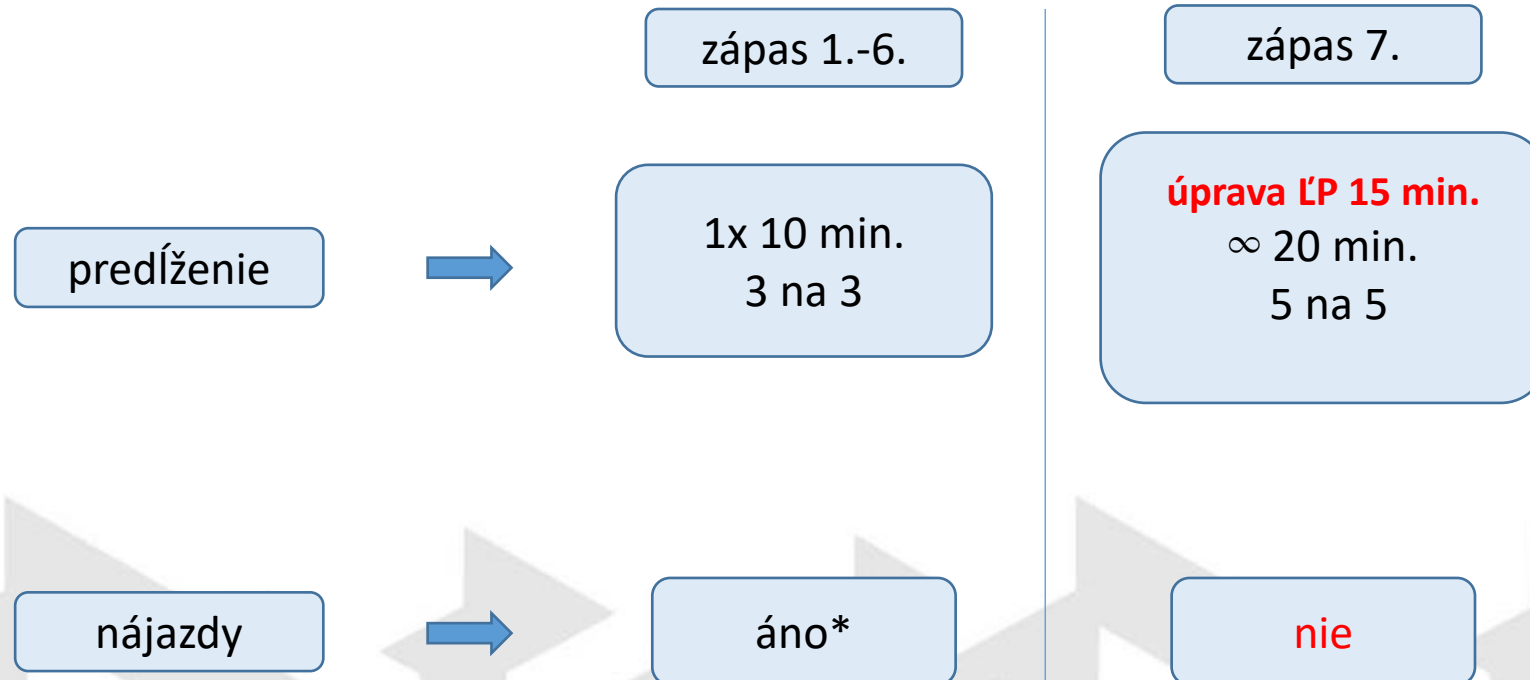 zápas 1.-6.
zápas 7.
predĺženie
1x 10 min.
3 na 3
úprava ĽP 15 min.
∞ 20 min.
5 na 5
nájazdy
áno*
nie